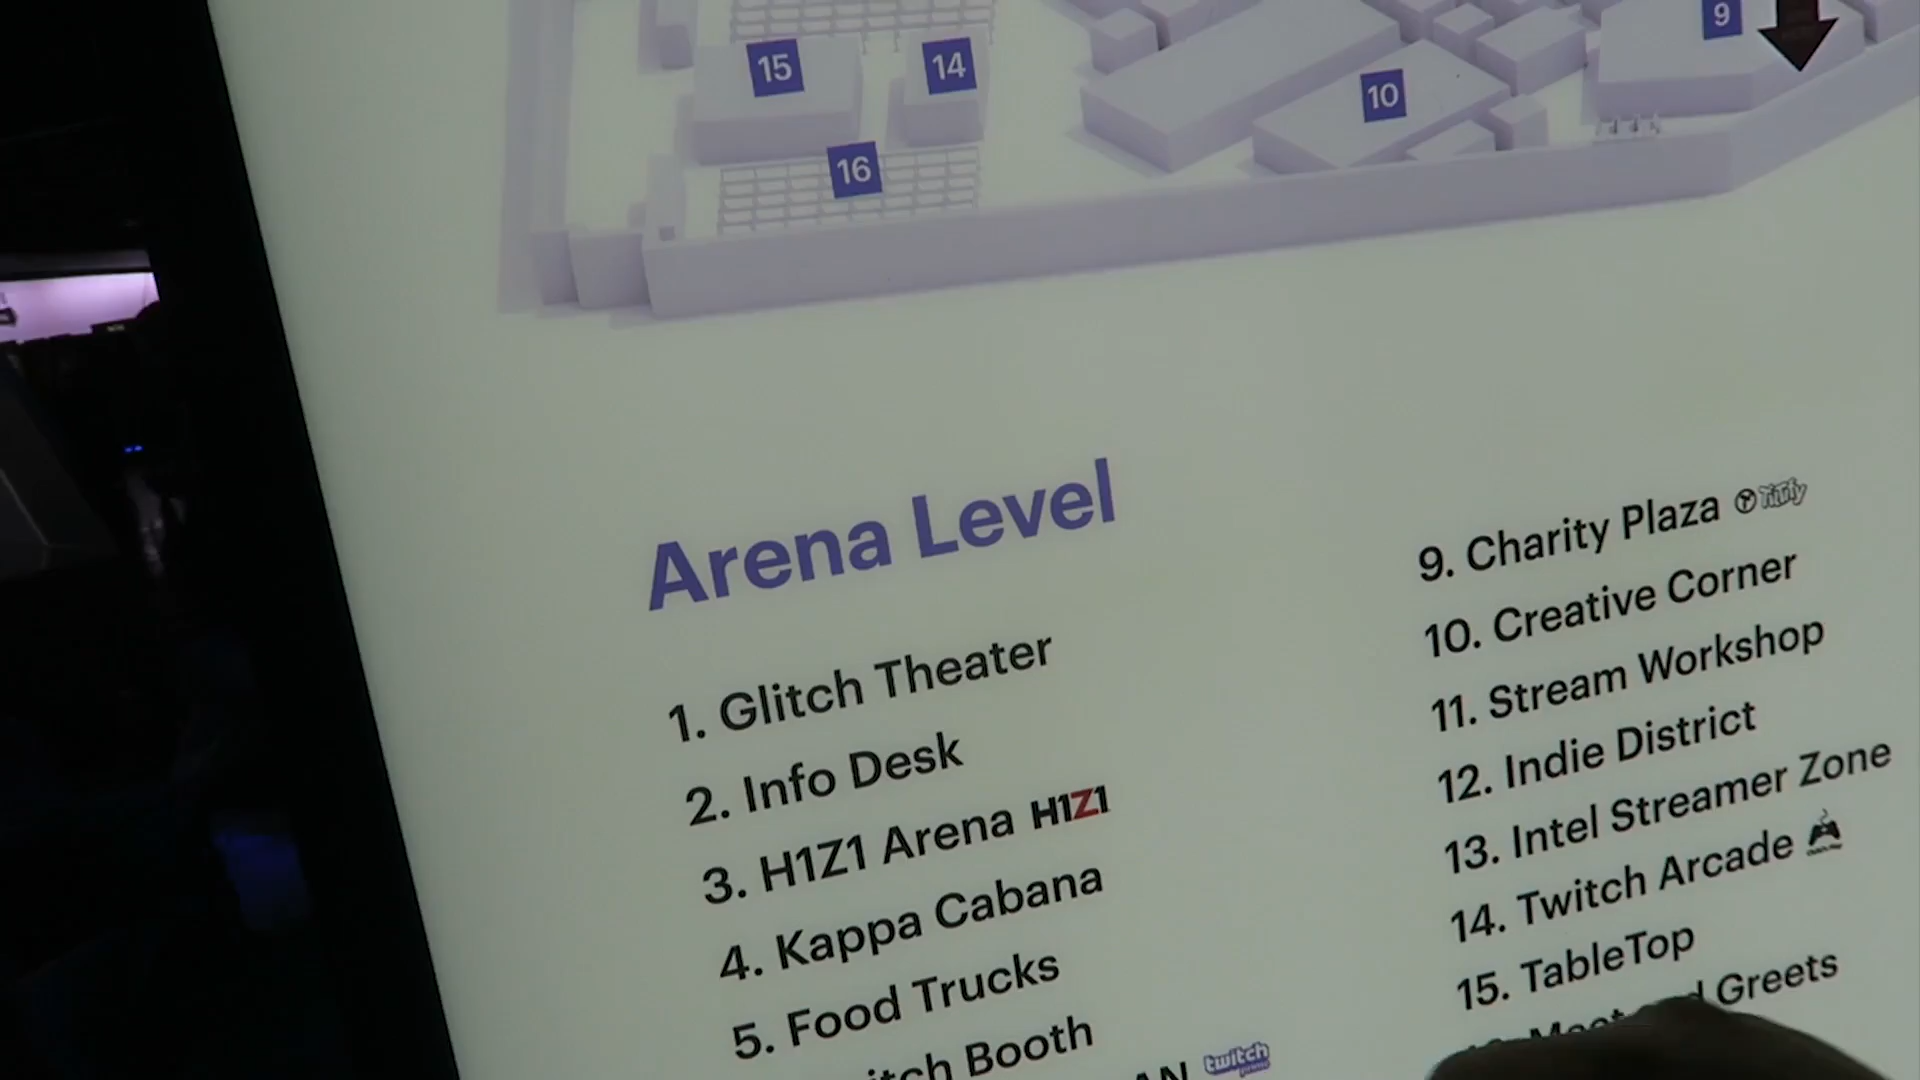 9
15
14
10
16
Arena Level
1. Glitch Theater
2. Info Desk
3. H1Z1 Arena H1Z1
4. Kappa Cabana
5. Food Trucks
Booth
twitch
9. Charity Plaza Tiltify
10. Creative Corner
11. Stream Workshop
12. Indie District
13. Intel Streamer Zone
14. Twitch Arcade
15. TableTop
Greets